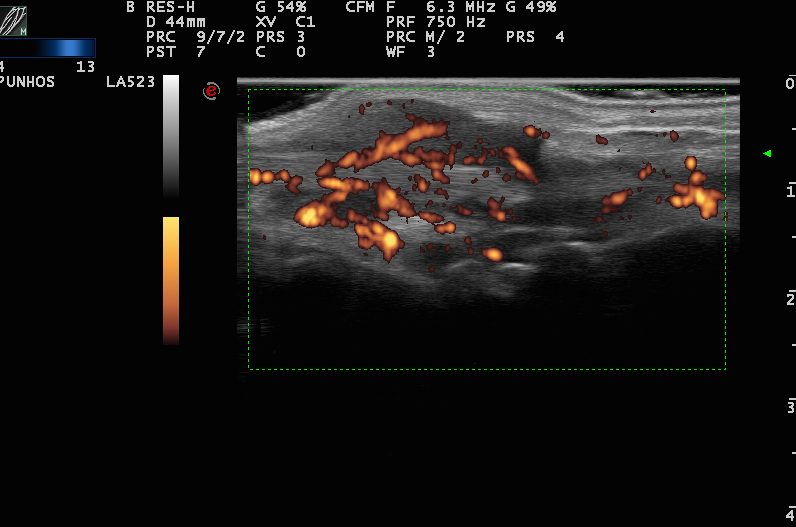 B RES-H G 54% CFM F 6.3 MHz G 49%
D 44mm XV C1 PRF 750 Hz
PRC 9/7/2 PRS 3 PRC M/ 2 PRS 4
PST 7 C 0 WF 3
M
4 13
PUNHOS LA523
e
0
1
2
3
4